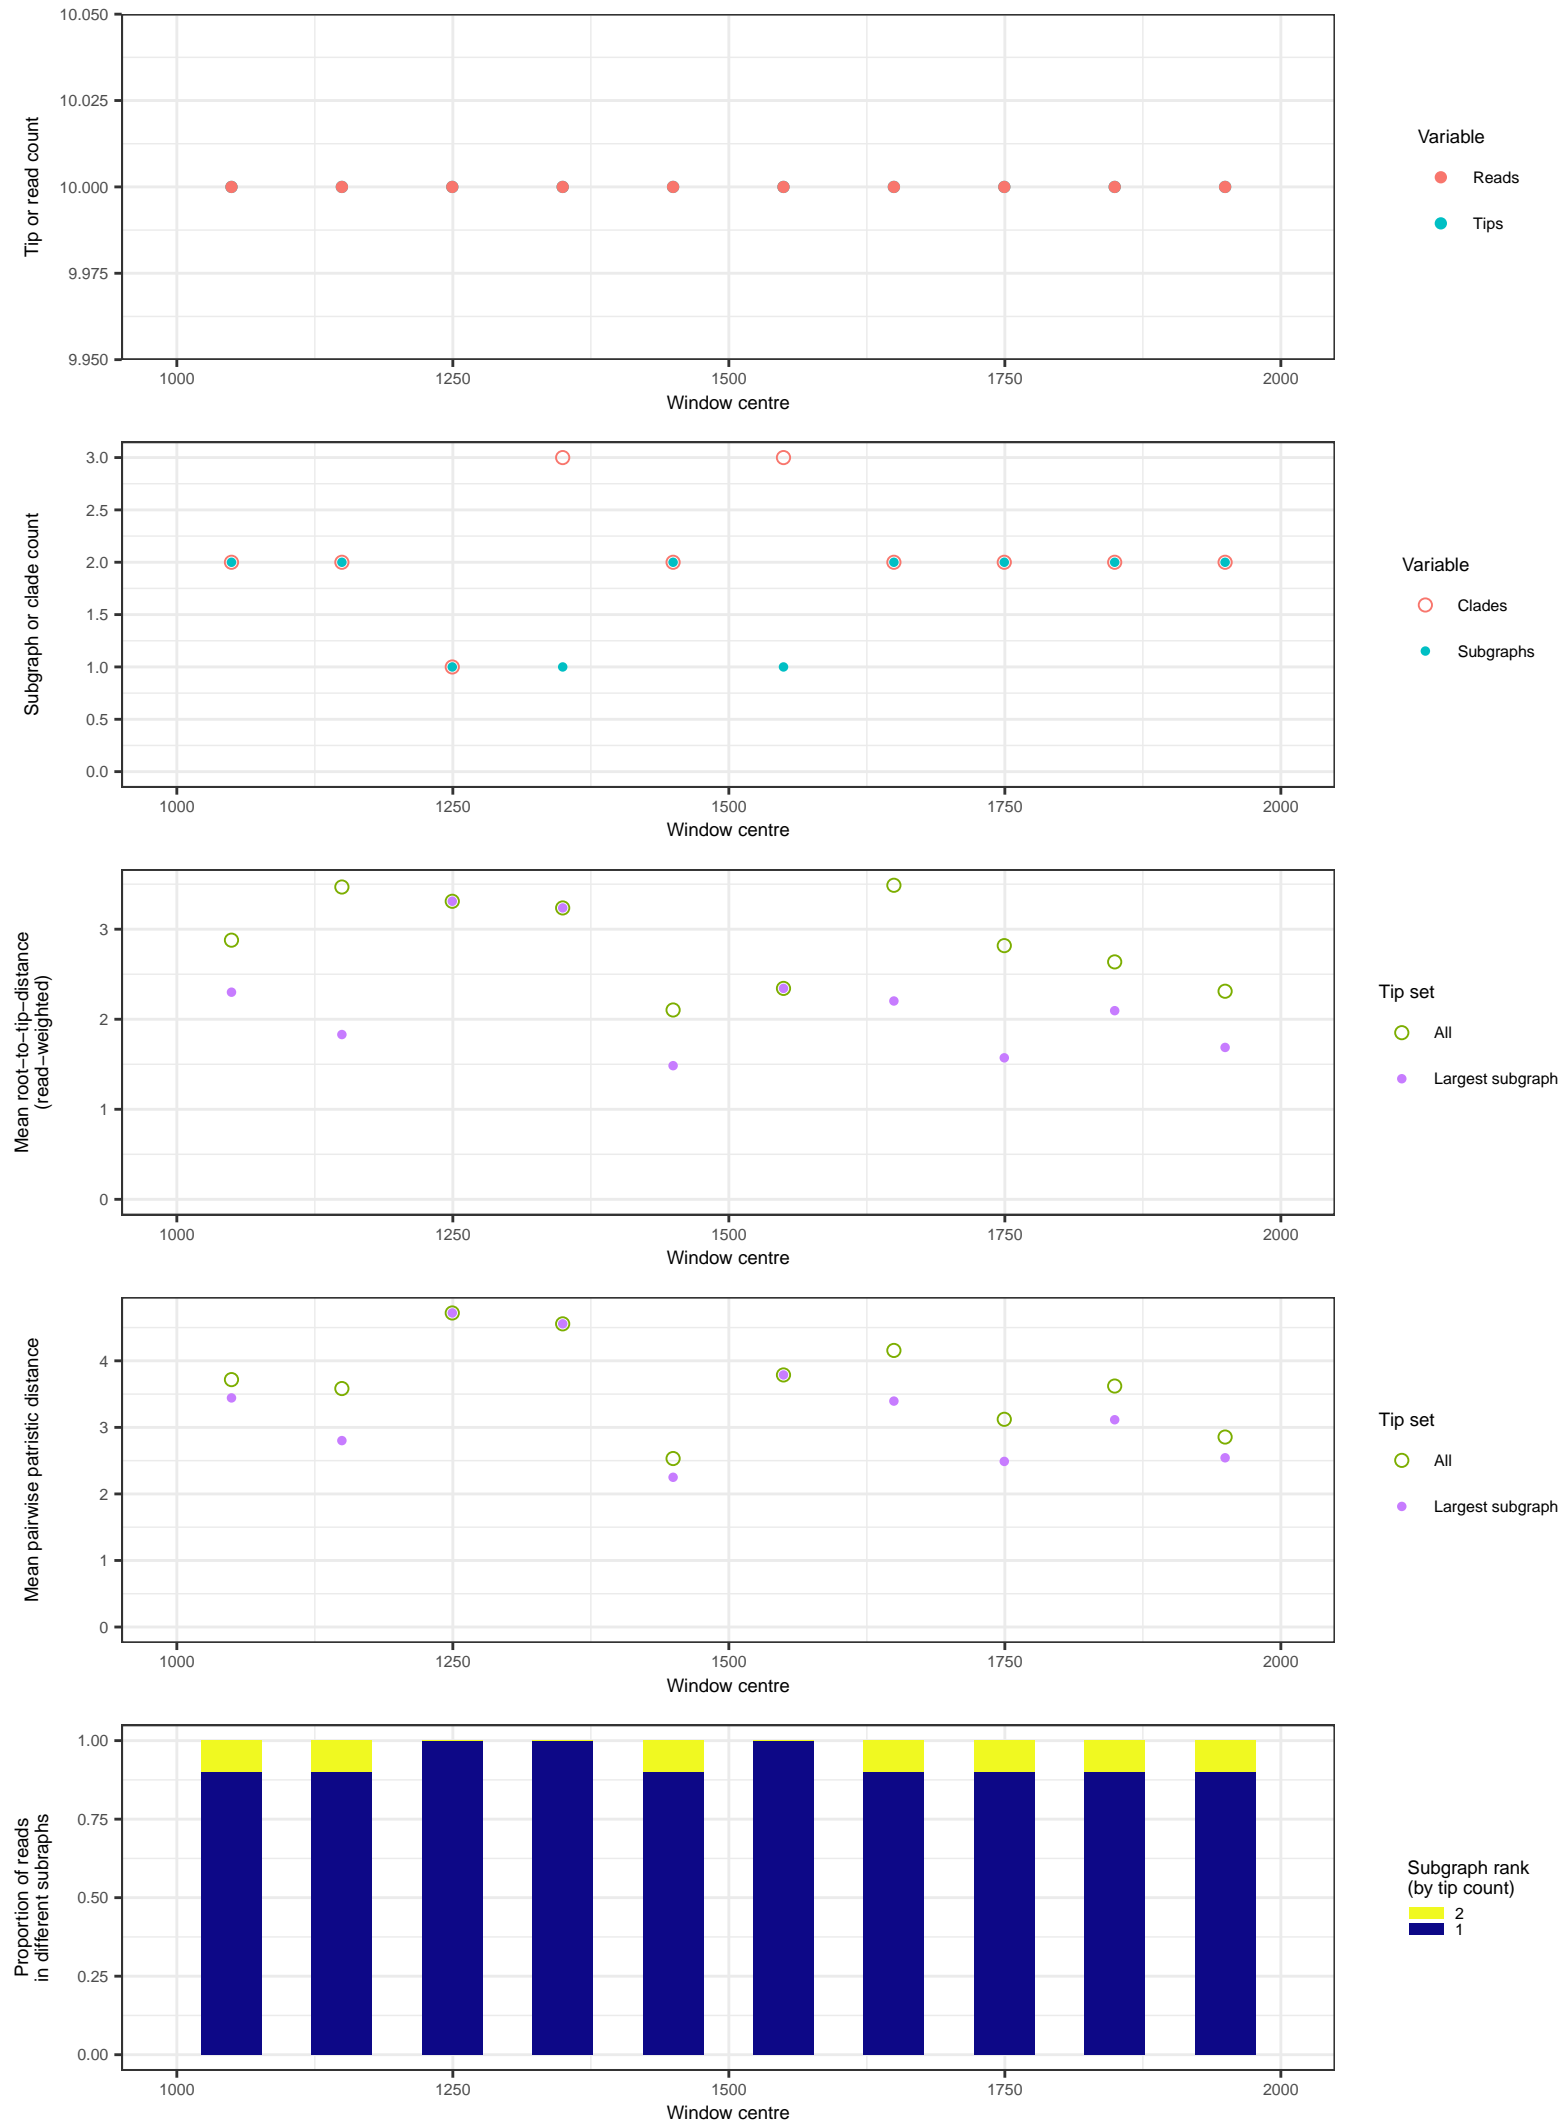 10.050
10.025
10.000
9.975
9.950
Tip or read count
1000 1250 1500 1750 2000
Window centre
Variable
Reads
Tips
3.0
2.5
2.0
1.5
1.0
0.5
0.0
Subgraph or clade count
1000 1250 1500 1750 2000
Window centre
Variable
Clades
Subgraphs
3
2
1
0
Mean root−to−tip−distance
(read−weighted)
1000 1250 1500 1750 2000
Window centre
Tip set
All
Largest subgraph
4
3
2
1
0
Mean pairwise patristic distance
1000 1250 1500 1750 2000
Window centre
Tip set
All
Largest subgraph
1.00
0.75
0.50
0.25
0.00
Proportion of reads
in different subraphs
1000 1250 1500 1750 2000
Window centre
Subgraph rank
(by tip count)
2
1